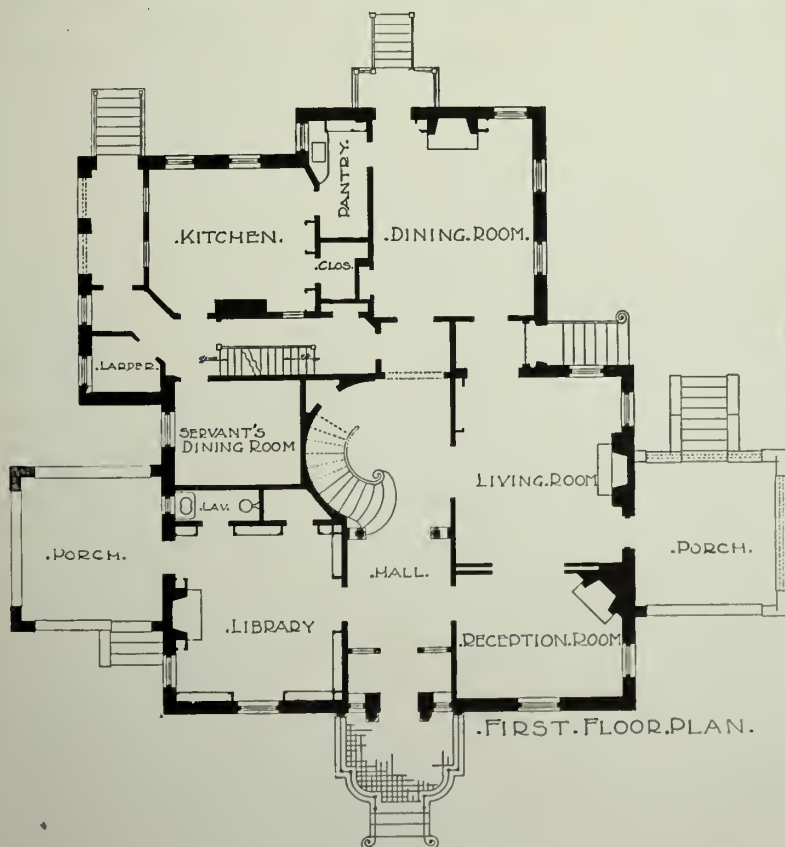 .PANTRY.
.KITCHEN.
.DINING.ROOM.
.CLOS.
.LARDER.
SERVANT'S
DINING ROOM
LIVING.ROOM
.LAV.
.PORCH.
.PORCH.
.HALL.
.LIBRARY
.RECEPTION.ROOM
.FIRST.FLOOR.PLAN.